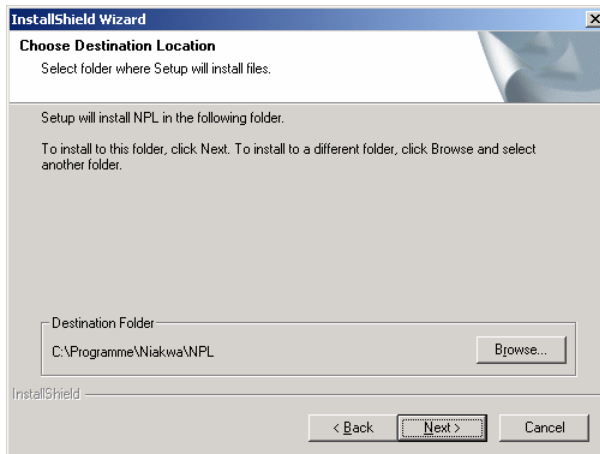 InstallShield Wizard
Choose Destination Location
Select folder where Setup will install files.
Setup will install NPL in the following folder.
To install to this folder, click Next. To install to a different folder, click Browse and select
another folder.
Destination Folder
C:\Programme\Niakwa\NPL
Browse...
InstallShield
< Back
Next >
Cancel